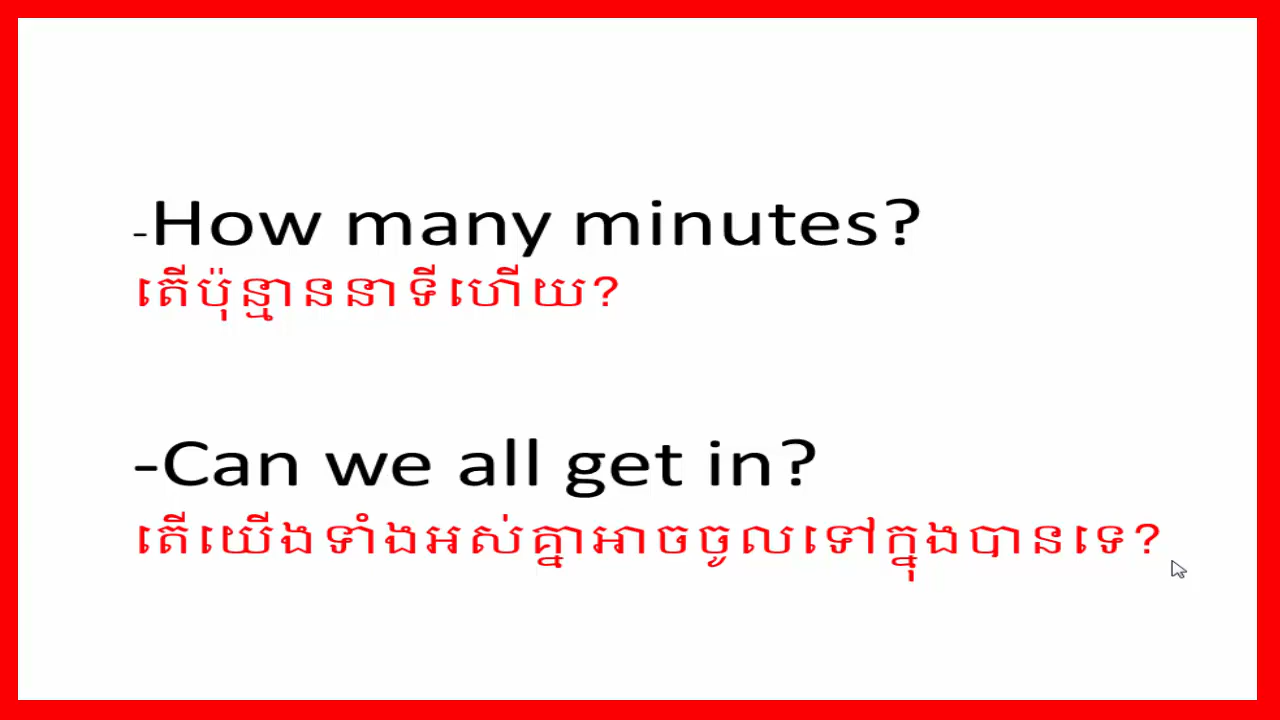 -How many minutes?
តើប៉ុន្មាននាទីហើយ?
-Can we all get in?
តើយើងទាំងអស់គ្នាអាចចូលទៅក្នុងបានទេ?